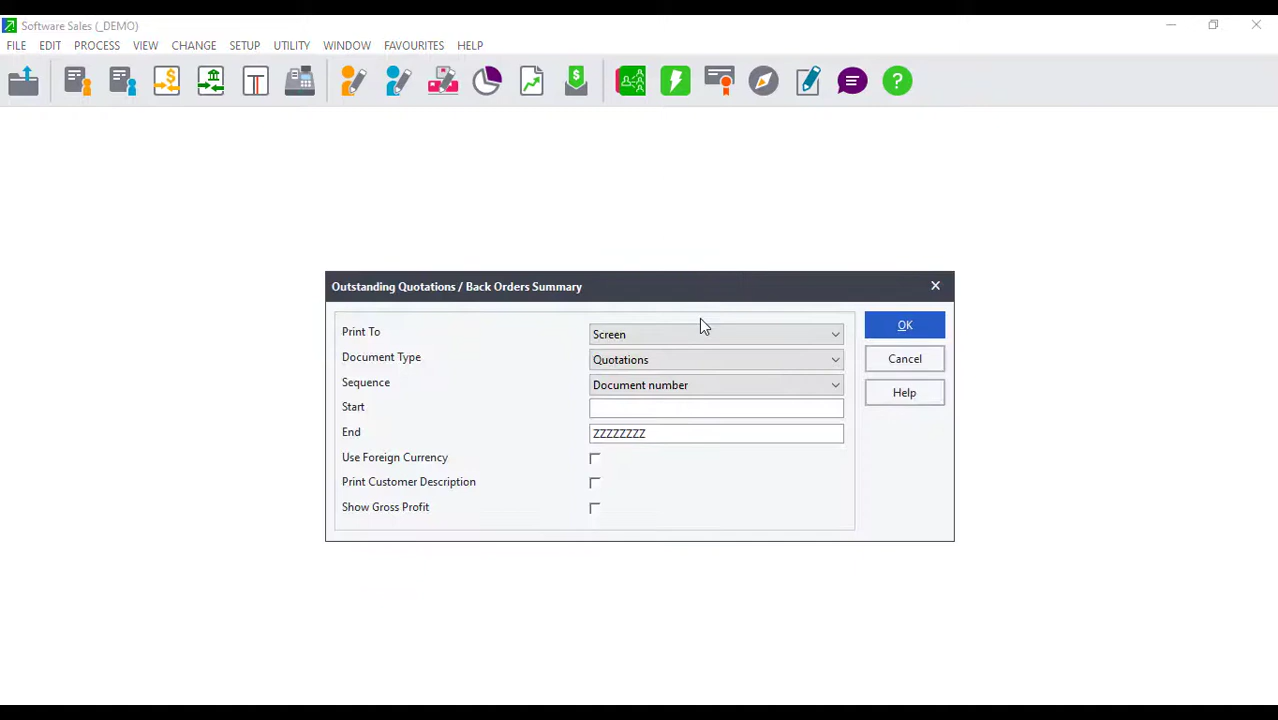 Software Sales (_DEMO)
FILE EDIT PROCESS VIEW CHANGE SETUP UTILITY WINDOW FAVOURITES HELP
Outstanding Quotations / Back Orders Summary
Print To Screen OK
Document Type Quotations Cancel
Sequence Document number
Help
Start
End ZZZZZZZZ
Use Foreign Currency
Print Customer Description
Show Gross Profit